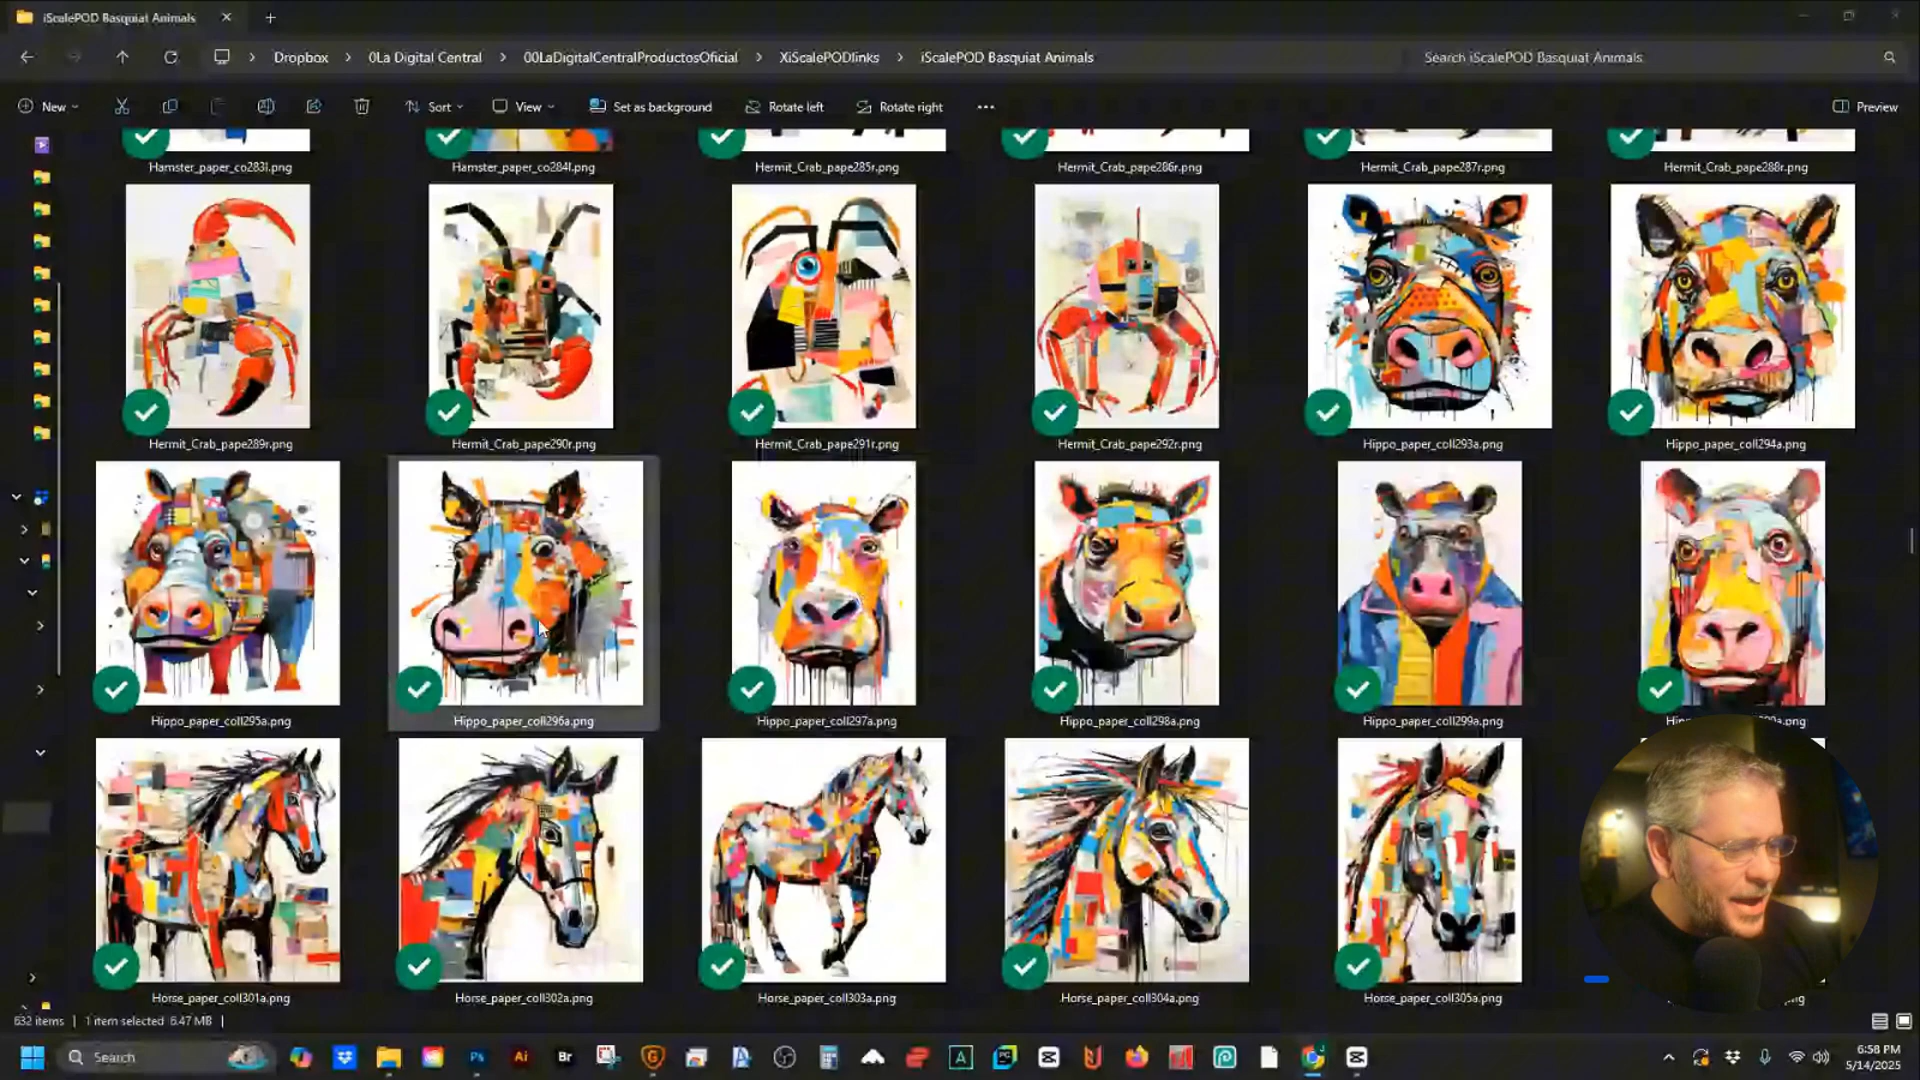 iScalePOD Basquiat Animals
Dropbox > 0La Digital Central > 00LaDigitalCentralProductosOficial > XiScalePODlinks > iScalePOD Basquiat Animals
Search iScalePOD Basquiat Animals
New
Sort
View
Set as background
Rotate left
Rotate right
Preview
Hamster_paper_co283l.png
Hamster_paper_co284l.png
Hermit_Crab_pape285r.png
Hermit_Crab_pape286r.png
Hermit_Crab_pape287r.png
Hermit_Crab_pape288r.png
Hermit_Crab_pape289r.png
Hermit_Crab_pape290r.png
Hermit_Crab_pape291r.png
Hermit_Crab_pape292r.png
Hippo_paper_coll293a.png
Hippo_paper_coll294a.png
Hippo_paper_coll295a.png
Hippo_paper_coll296a.png
Hippo_paper_coll297a.png
Hippo_paper_coll298a.png
Hippo_paper_coll299a.png
Horse_paper_coll301a.png
Horse_paper_coll302a.png
Horse_paper_coll303a.png
Horse_paper_coll304a.png
Horse_paper_coll305a.png
632 items | 1 item selected 6.47 MB |
Search
Ps
Ai
Br
6:58 PM
5/14/2025